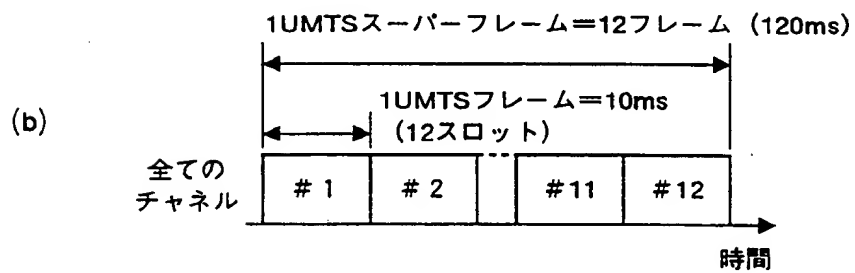 1UMTSスーパーフレーム＝12フレーム（120ms）
(b)
1UMTSフレーム＝10ms
（12スロット）
全ての
チャネル
#1 #2 #11 #12
時間